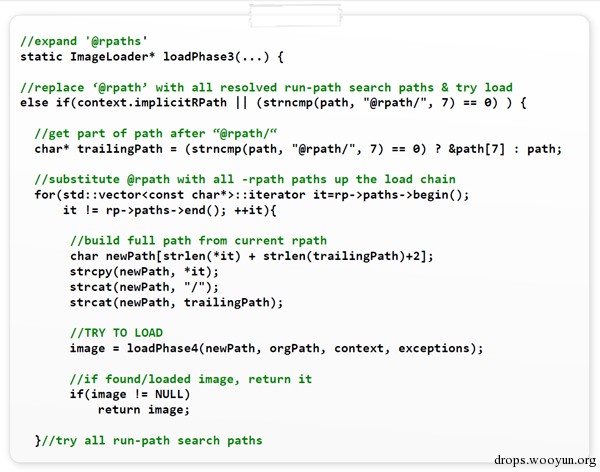 //expand '@rpaths'
static ImageLoader* loadPhase3(...) {
//replace ‘@rpath’ with all resolved run-path search paths & try load
else if(context.implicitRPath || (strncmp(path, "@rpath/", 7) == 0) ) {
//get part of path after “@rpath/“
char* trailingPath = (strncmp(path, "@rpath/", 7) == 0) ? &path[7] : path;
//substitute @rpath with all -rpath paths up the load chain
for(std::vector<const char*>::iterator it=rp->paths->begin();
it != rp->paths->end(); ++it){
//build full path from current rpath
char newPath[strlen(*it) + strlen(trailingPath)+2];
strcpy(newPath, *it);
strcat(newPath, "/");
strcat(newPath, trailingPath);
//TRY TO LOAD
image = loadPhase4(newPath, orgPath, context, exceptions);
//if found/loaded image, return it
if(image != NULL)
return image;
}//try all run-path search paths
drops.wooyun.org